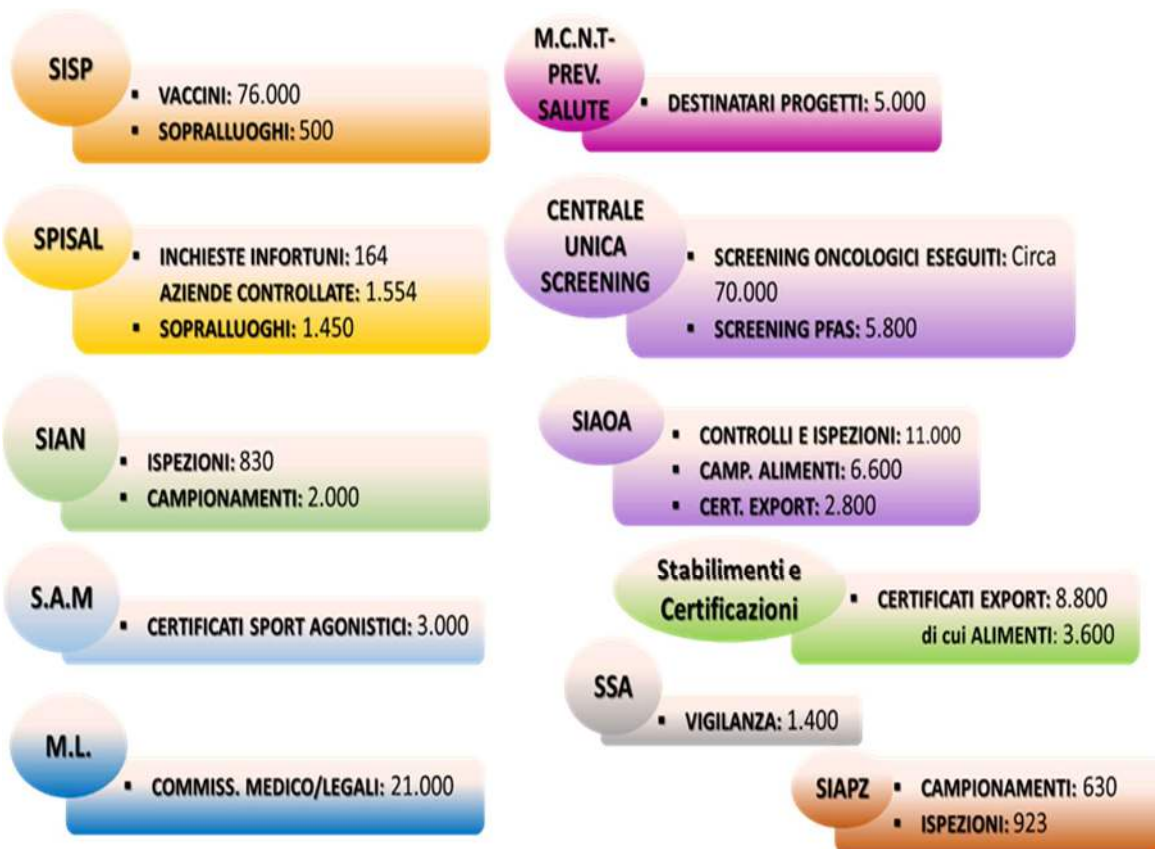 SISP
▪ VACCINI: 76.000
▪ SOPRALLUOGHI: 500
SPISAL
▪ INCHIESTE INFORTUNI: 164
AZIENDE CONTROLLATE: 1.554
▪ SOPRALLUOGHI: 1.450
SIAN
▪ ISPEZIONI: 830
▪ CAMPIONAMENTI: 2.000
S.A.M
▪ CERTIFICATI SPORT AGONISTICI: 3.000
M.L.
▪ COMMISS. MEDICO/LEGALI: 21.000
M.C.N.T-
PREV.
SALUTE
▪ DESTINATARI PROGETTI: 5.000
CENTRALE
UNICA
SCREENING
▪ SCREENING ONCOLOGICI ESEGUITI: Circa
70.000
▪ SCREENING PFAS: 5.800
SIAOA
▪ CONTROLLI E ISPEZIONI: 11.000
▪ CAMP. ALIMENTI: 6.600
▪ CERT. EXPORT: 2.800
Stabilimenti e
Certificazioni
▪ CERTIFICATI EXPORT: 8.800
di cui ALIMENTI: 3.600
SSA
▪ VIGILANZA: 1.400
SIAPZ
▪ CAMPIONAMENTI: 630
▪ ISPEZIONI: 923